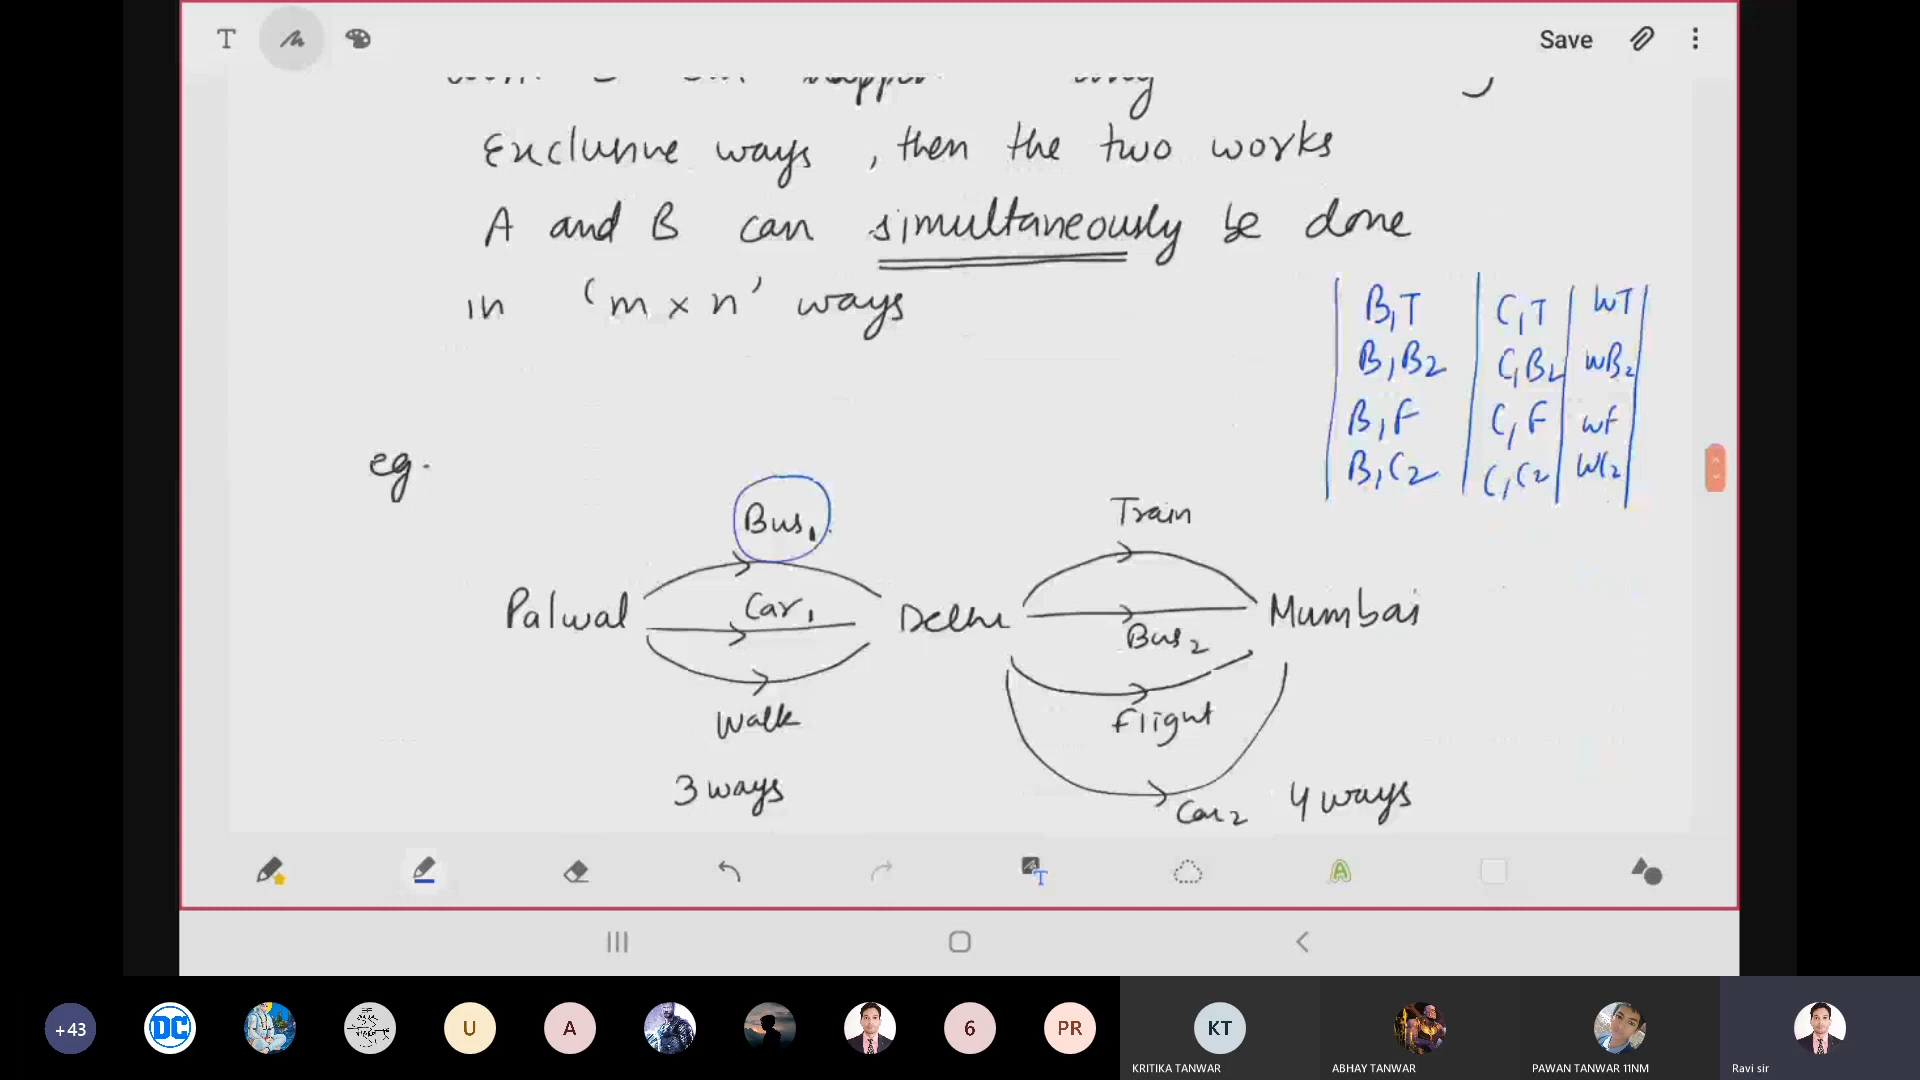 T
Save
Exclusive ways , then the two works
A and B can simultaneously be done
in 'm x n' ways
B1T C1T WT
B1B2 C1B2 WB2
B1F C1F WF
B1C2 C1C2 WC2
eg.
Bus1
Train
Palwal Car1 Delhi Mumbai
Bus2
Walk
Flight
3 ways
Car2 4 ways
T
A
+43
DC
U
A
6
PR
KT
KRITIKA TANWAR
ABHAY TANWAR
PAWAN TANWAR 11NM
Ravi sir